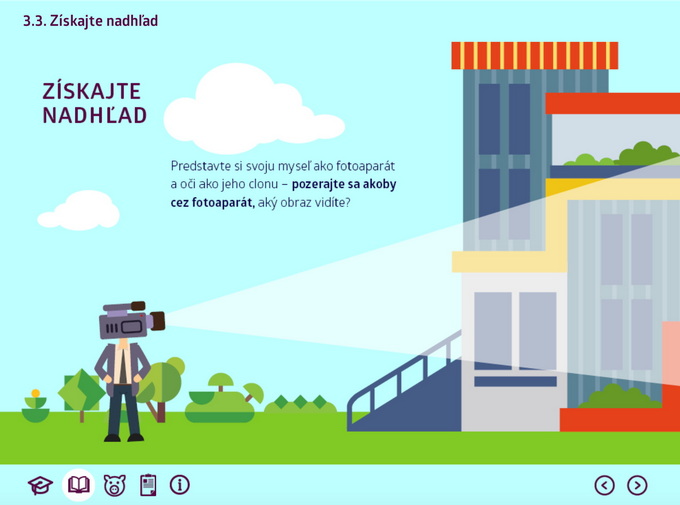 3.3. Získajte nadhľad
ZÍSKAJTE
NADHĽAD
Predstavte si svoju myseľ ako fotoaparát
a oči ako jeho clonu – pozerajte sa akoby
cez fotoaparát, aký obraz vidíte?